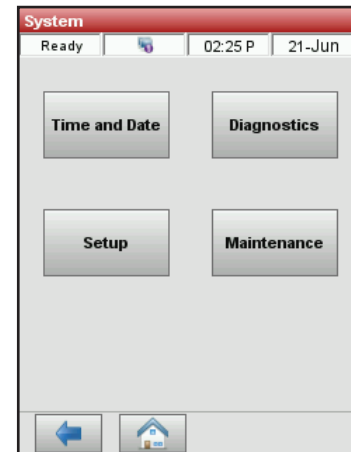 System
Ready 02:25 P 21-Jun
Time and Date Diagnostics
Setup Maintenance